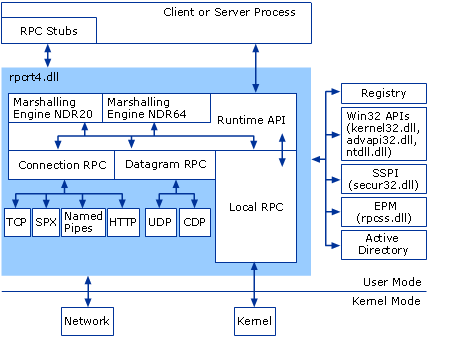 Client or Server Process
RPC Stubs
rpcrt4.dll
Marshalling
Engine NDR20
Marshalling
Engine NDR64
Runtime API
Connection RPC
Datagram RPC
Local RPC
TCP
SPX
Named
Pipes
HTTP
UDP
CDP
Registry
Win32 APIs
(kernel32.dll,
advapi32.dll,
ntdll.dll)
SSPI
(secur32.dll)
EPM
(rpcss.dll)
Active
Directory
User Mode
Kernel Mode
Network
Kernel